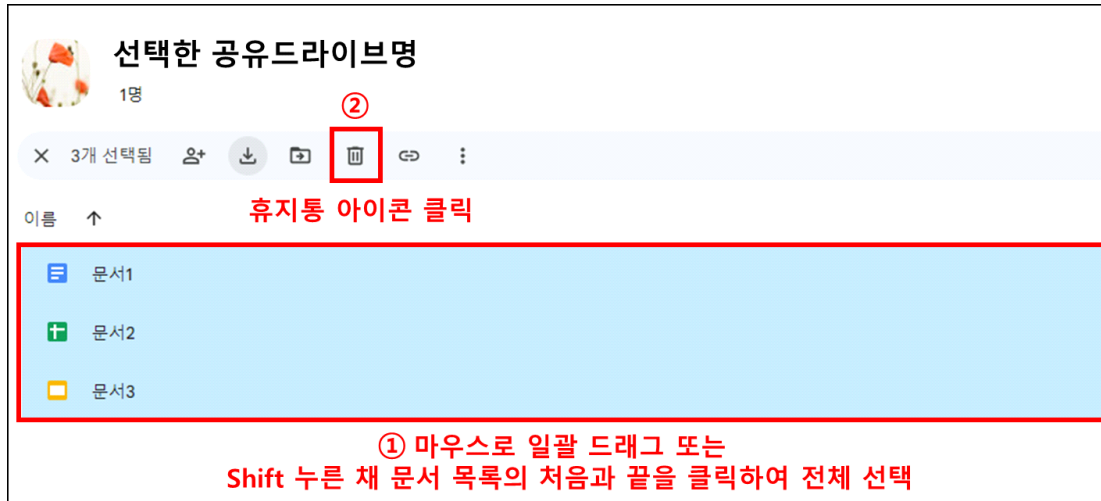 선택한 공유드라이브명
1명
②
3개 선택됨
휴지통 아이콘 클릭
이름
문서1
문서2
문서3
① 마우스로 일괄 드래그 또는
Shift 누른 채 문서 목록의 처음과 끝을 클릭하여 전체 선택